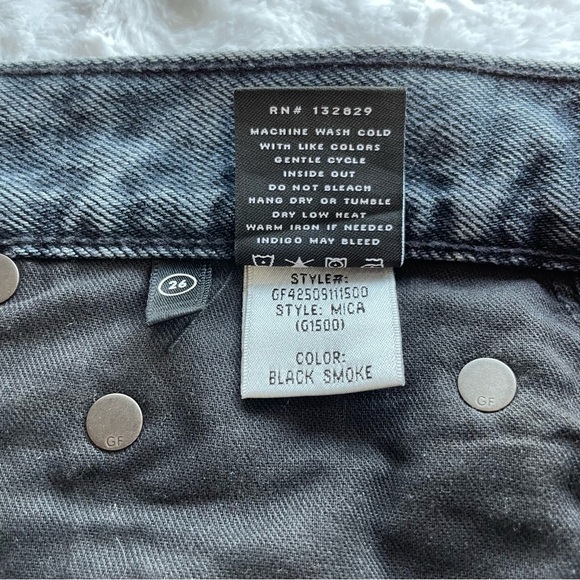 RN# 132829
MACHINE WASH COLD
WITH LIKE COLORS
GENTLE CYCLE
INSIDE OUT
DO NOT BLEACH
HANG DRY OR TUMBLE
DRY LOW HEAT
WARM IRON IF NEEDED
INDIGO MAY BLEED
STYLE#:
GF42509111500
STYLE: MICA
(G1500)
COLOR:
BLACK SMOKE
26
GF
GF